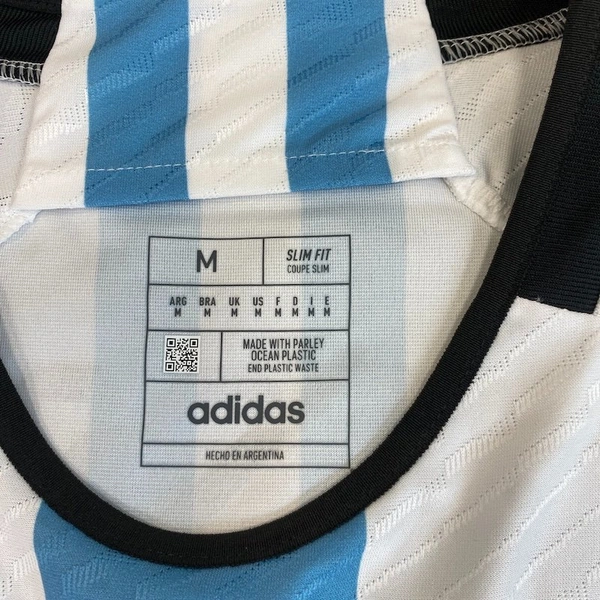 M
SLIM FIT
COUPE SLIM
ARG BRA UK US F D I E
M M M M M M M M
MADE WITH PARLEY
OCEAN PLASTIC
END PLASTIC WASTE
adidas
HECHO EN ARGENTINA